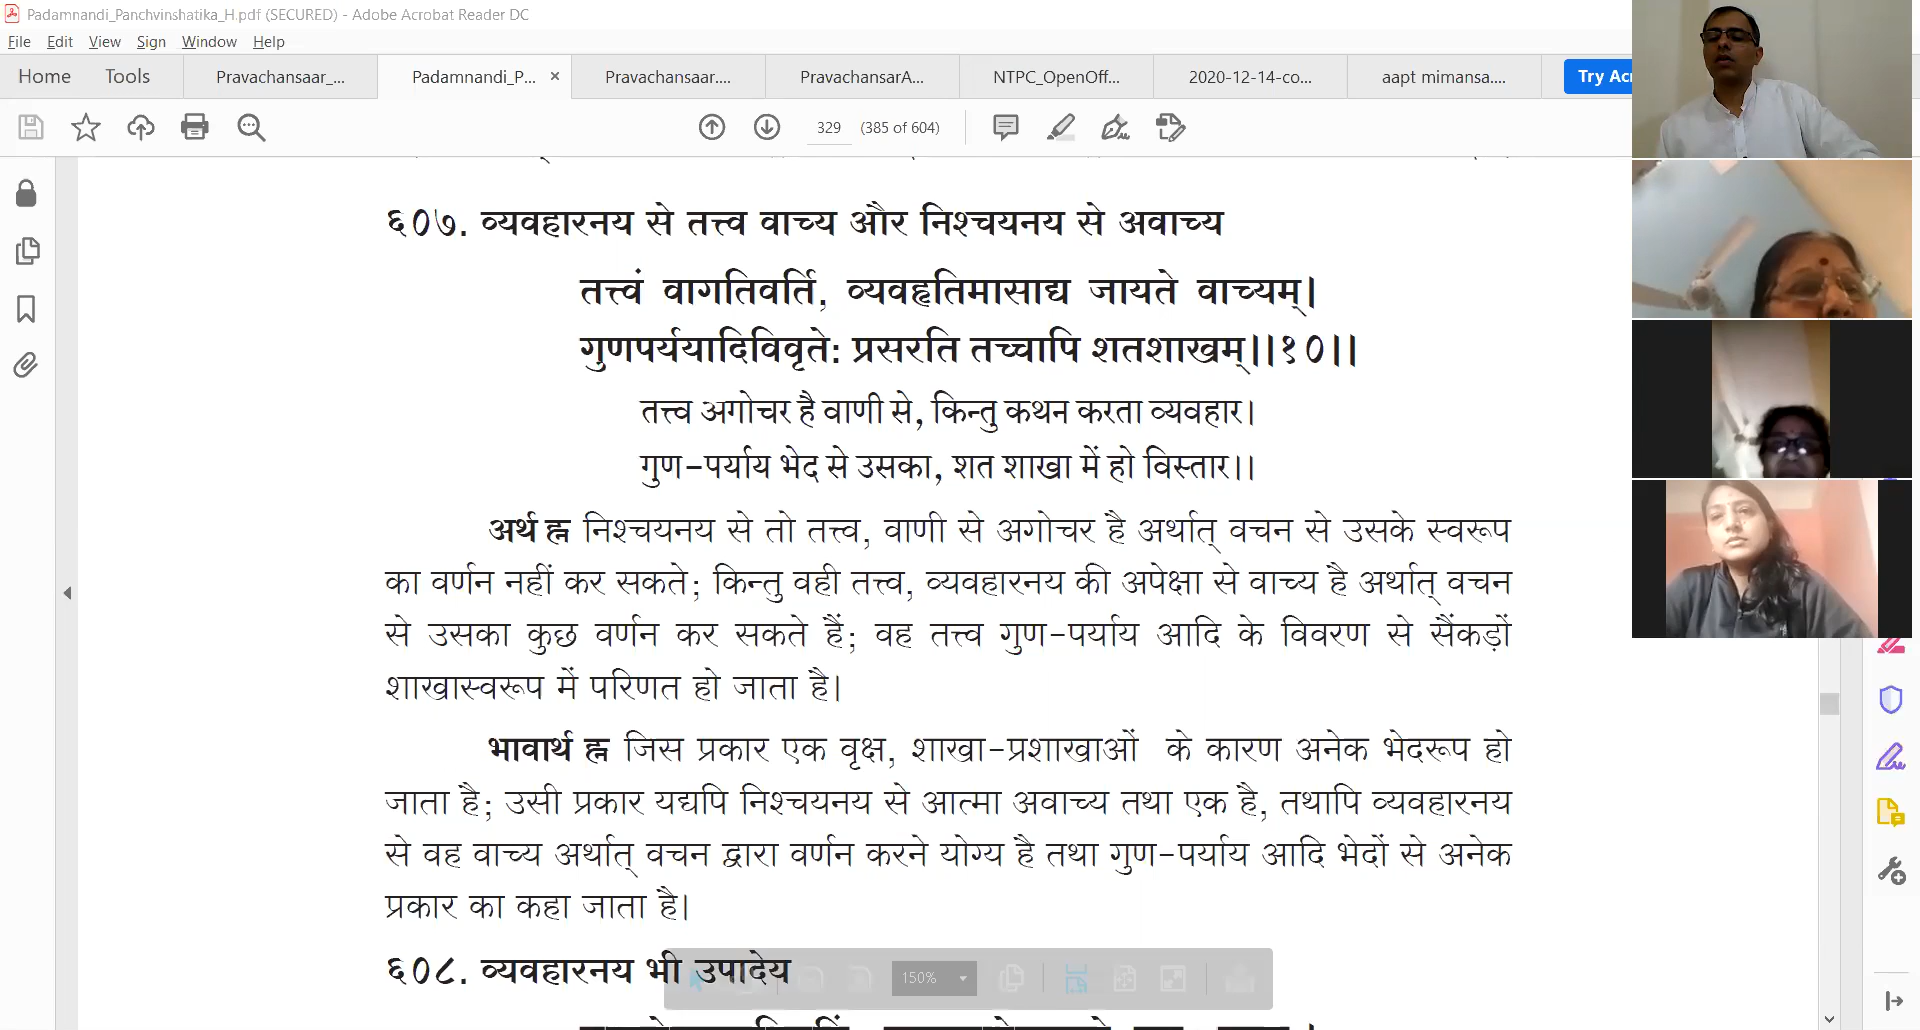 Padamnandi_Panchvinshatika_H.pdf (SECURED) - Adobe Acrobat Reader DC
File Edit View Sign Window Help
Home Tools Pravachansaar_... Padamnandi_P... × Pravachansaar.... PravachansarA... NTPC_OpenOff... 2020-12-14-co... aapt mimansa.... Try Acr
329 (385 of 604)
६०७. व्यवहारनय से तत्त्व वाच्य और निश्चयनय से अवाच्य
तत्त्वं वागतिवर्ति, व्यवहृतिमासाद्य जायते वाच्यम्।
गुणपर्ययादिविवृतेः प्रसरति तच्चापि शतशाखम्।।१०।।
तत्त्व अगोचर है वाणी से, किन्तु कथन करता व्यवहार।
गुण-पर्याय भेद से उसका, शत शाखा में हो विस्तार।।
अर्थ ह्न निश्चयनय से तो तत्त्व, वाणी से अगोचर है अर्थात् वचन से उसके स्वरूप
का वर्णन नहीं कर सकते; किन्तु वही तत्त्व, व्यवहारनय की अपेक्षा से वाच्य है अर्थात् वचन
से उसका कुछ वर्णन कर सकते हैं; वह तत्त्व गुण-पर्याय आदि के विवरण से सैंकड़ों
शाखास्वरूप में परिणत हो जाता है।
भावार्थ ह्न जिस प्रकार एक वृक्ष, शाखा-प्रशाखाओं के कारण अनेक भेदरूप हो
जाता है; उसी प्रकार यद्यपि निश्चयनय से आत्मा अवाच्य तथा एक है, तथापि व्यवहारनय
से वह वाच्य अर्थात् वचन द्वारा वर्णन करने योग्य है तथा गुण-पर्याय आदि भेदों से अनेक
प्रकार का कहा जाता है।
६०८. व्यवहारनय भी उपादेय
150%